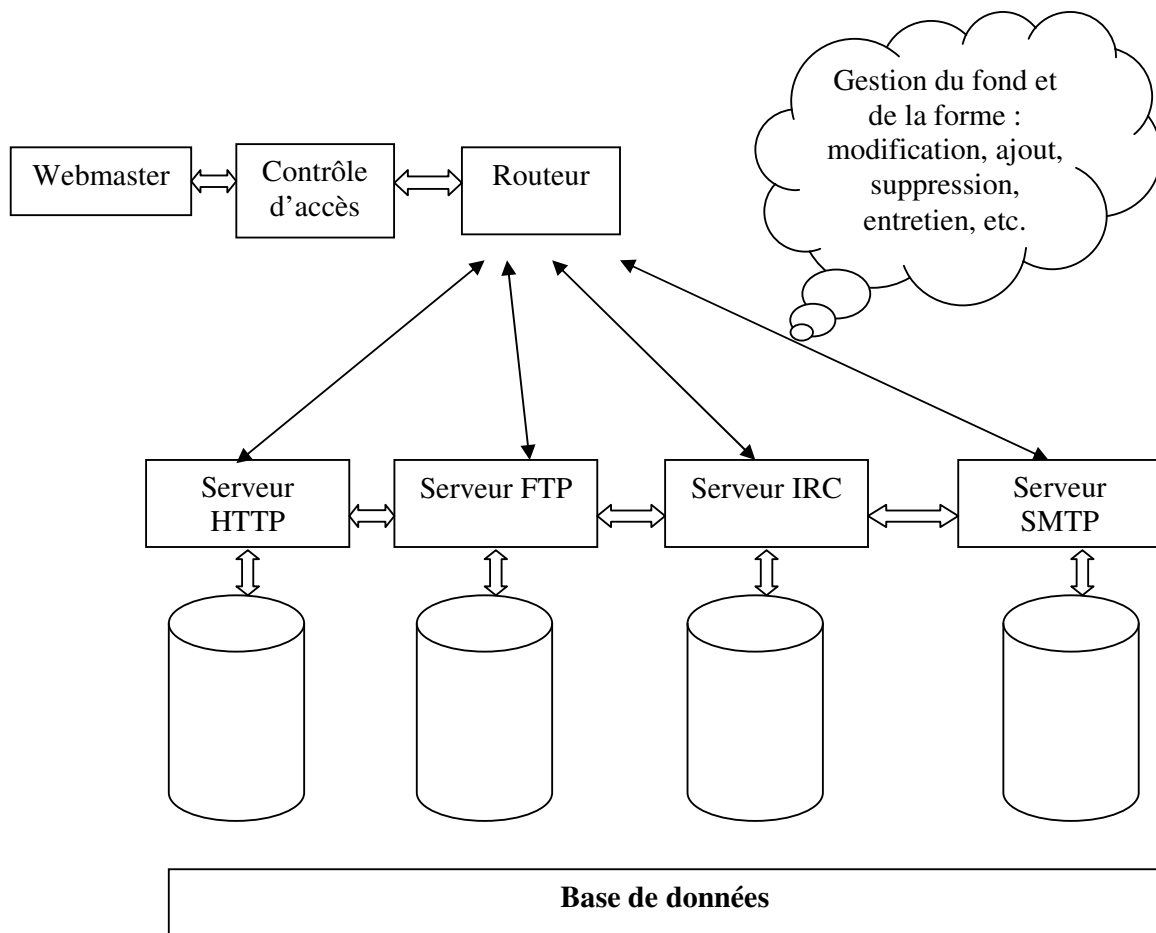 Gestion du fond et
de la forme :
modification, ajout,
suppression,
entretien, etc.
Webmaster
Contrôle
d’accès
Routeur
Serveur
HTTP
Serveur FTP
Serveur IRC
Serveur
SMTP
Base de données